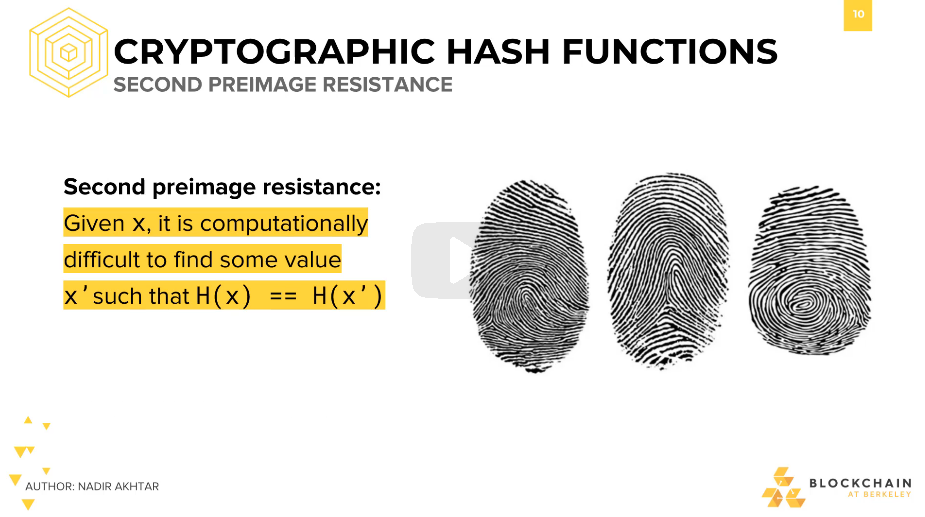 10
CRYPTOGRAPHIC HASH FUNCTIONS
SECOND PREIMAGE RESISTANCE
Second preimage resistance:
Given x, it is computationally
difficult to find some value
x’ such that H(x) == H(x’)
AUTHOR: NADIR AKHTAR
BLOCKCHAIN
AT BERKELEY